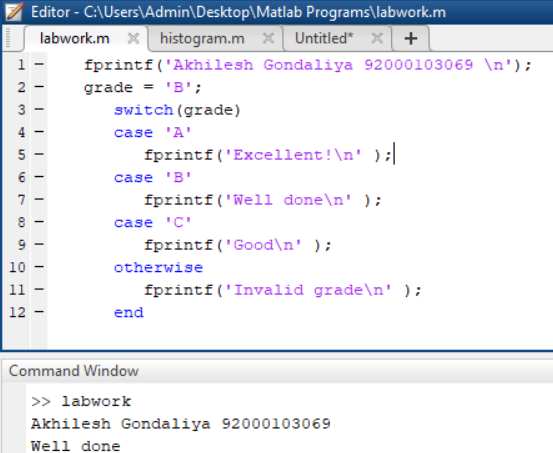 Editor - C:\Users\Admin\Desktop\Matlab Programs\labwork.m
labwork.m × histogram.m × Untitled* × +
1 - fprintf('Akhilesh Gondaliya 92000103069 \n');
2 - grade = 'B';
3 - switch(grade)
4 - case 'A'
5 - fprintf('Excellent!\n' );
6 - case 'B'
7 - fprintf('Well done\n' );
8 - case 'C'
9 - fprintf('Good\n' );
10 - otherwise
11 - fprintf('Invalid grade\n' );
12 - end
Command Window
>> labwork
Akhilesh Gondaliya 92000103069
Well done